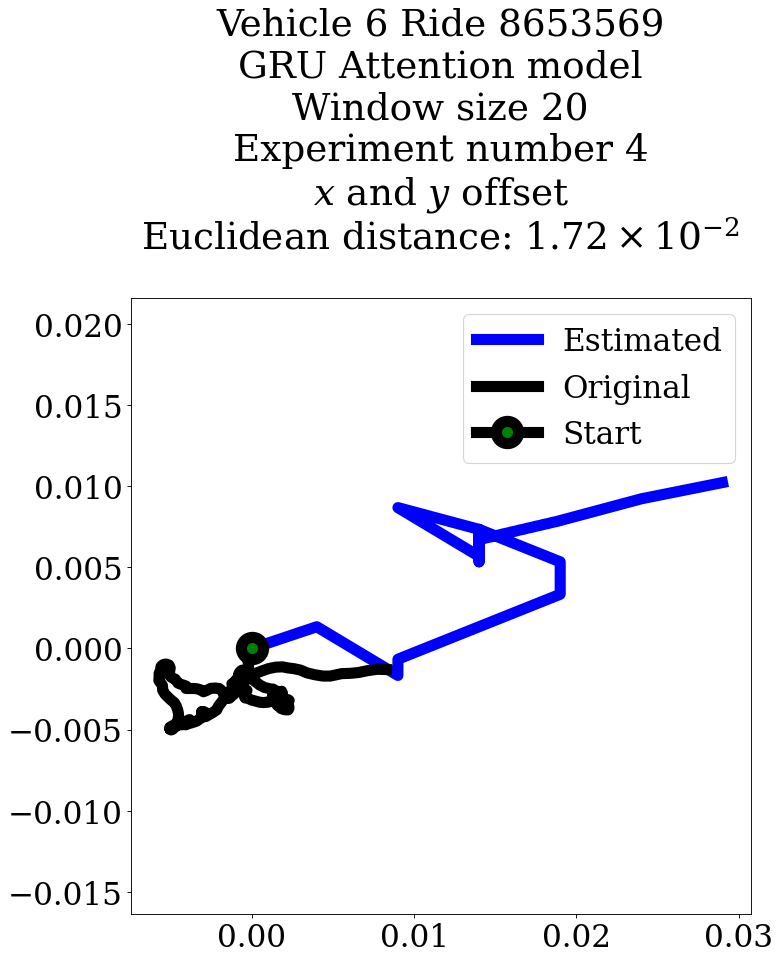 Vehicle 6 Ride 8653569
GRU Attention model
Window size 20
Experiment number 4
x and y offset
Euclidean distance: 1.72 × 10⁻²
Estimated
Original
Start
0.020
0.015
0.010
0.005
0.000
−0.005
−0.010
−0.015
0.00 0.01 0.02 0.03